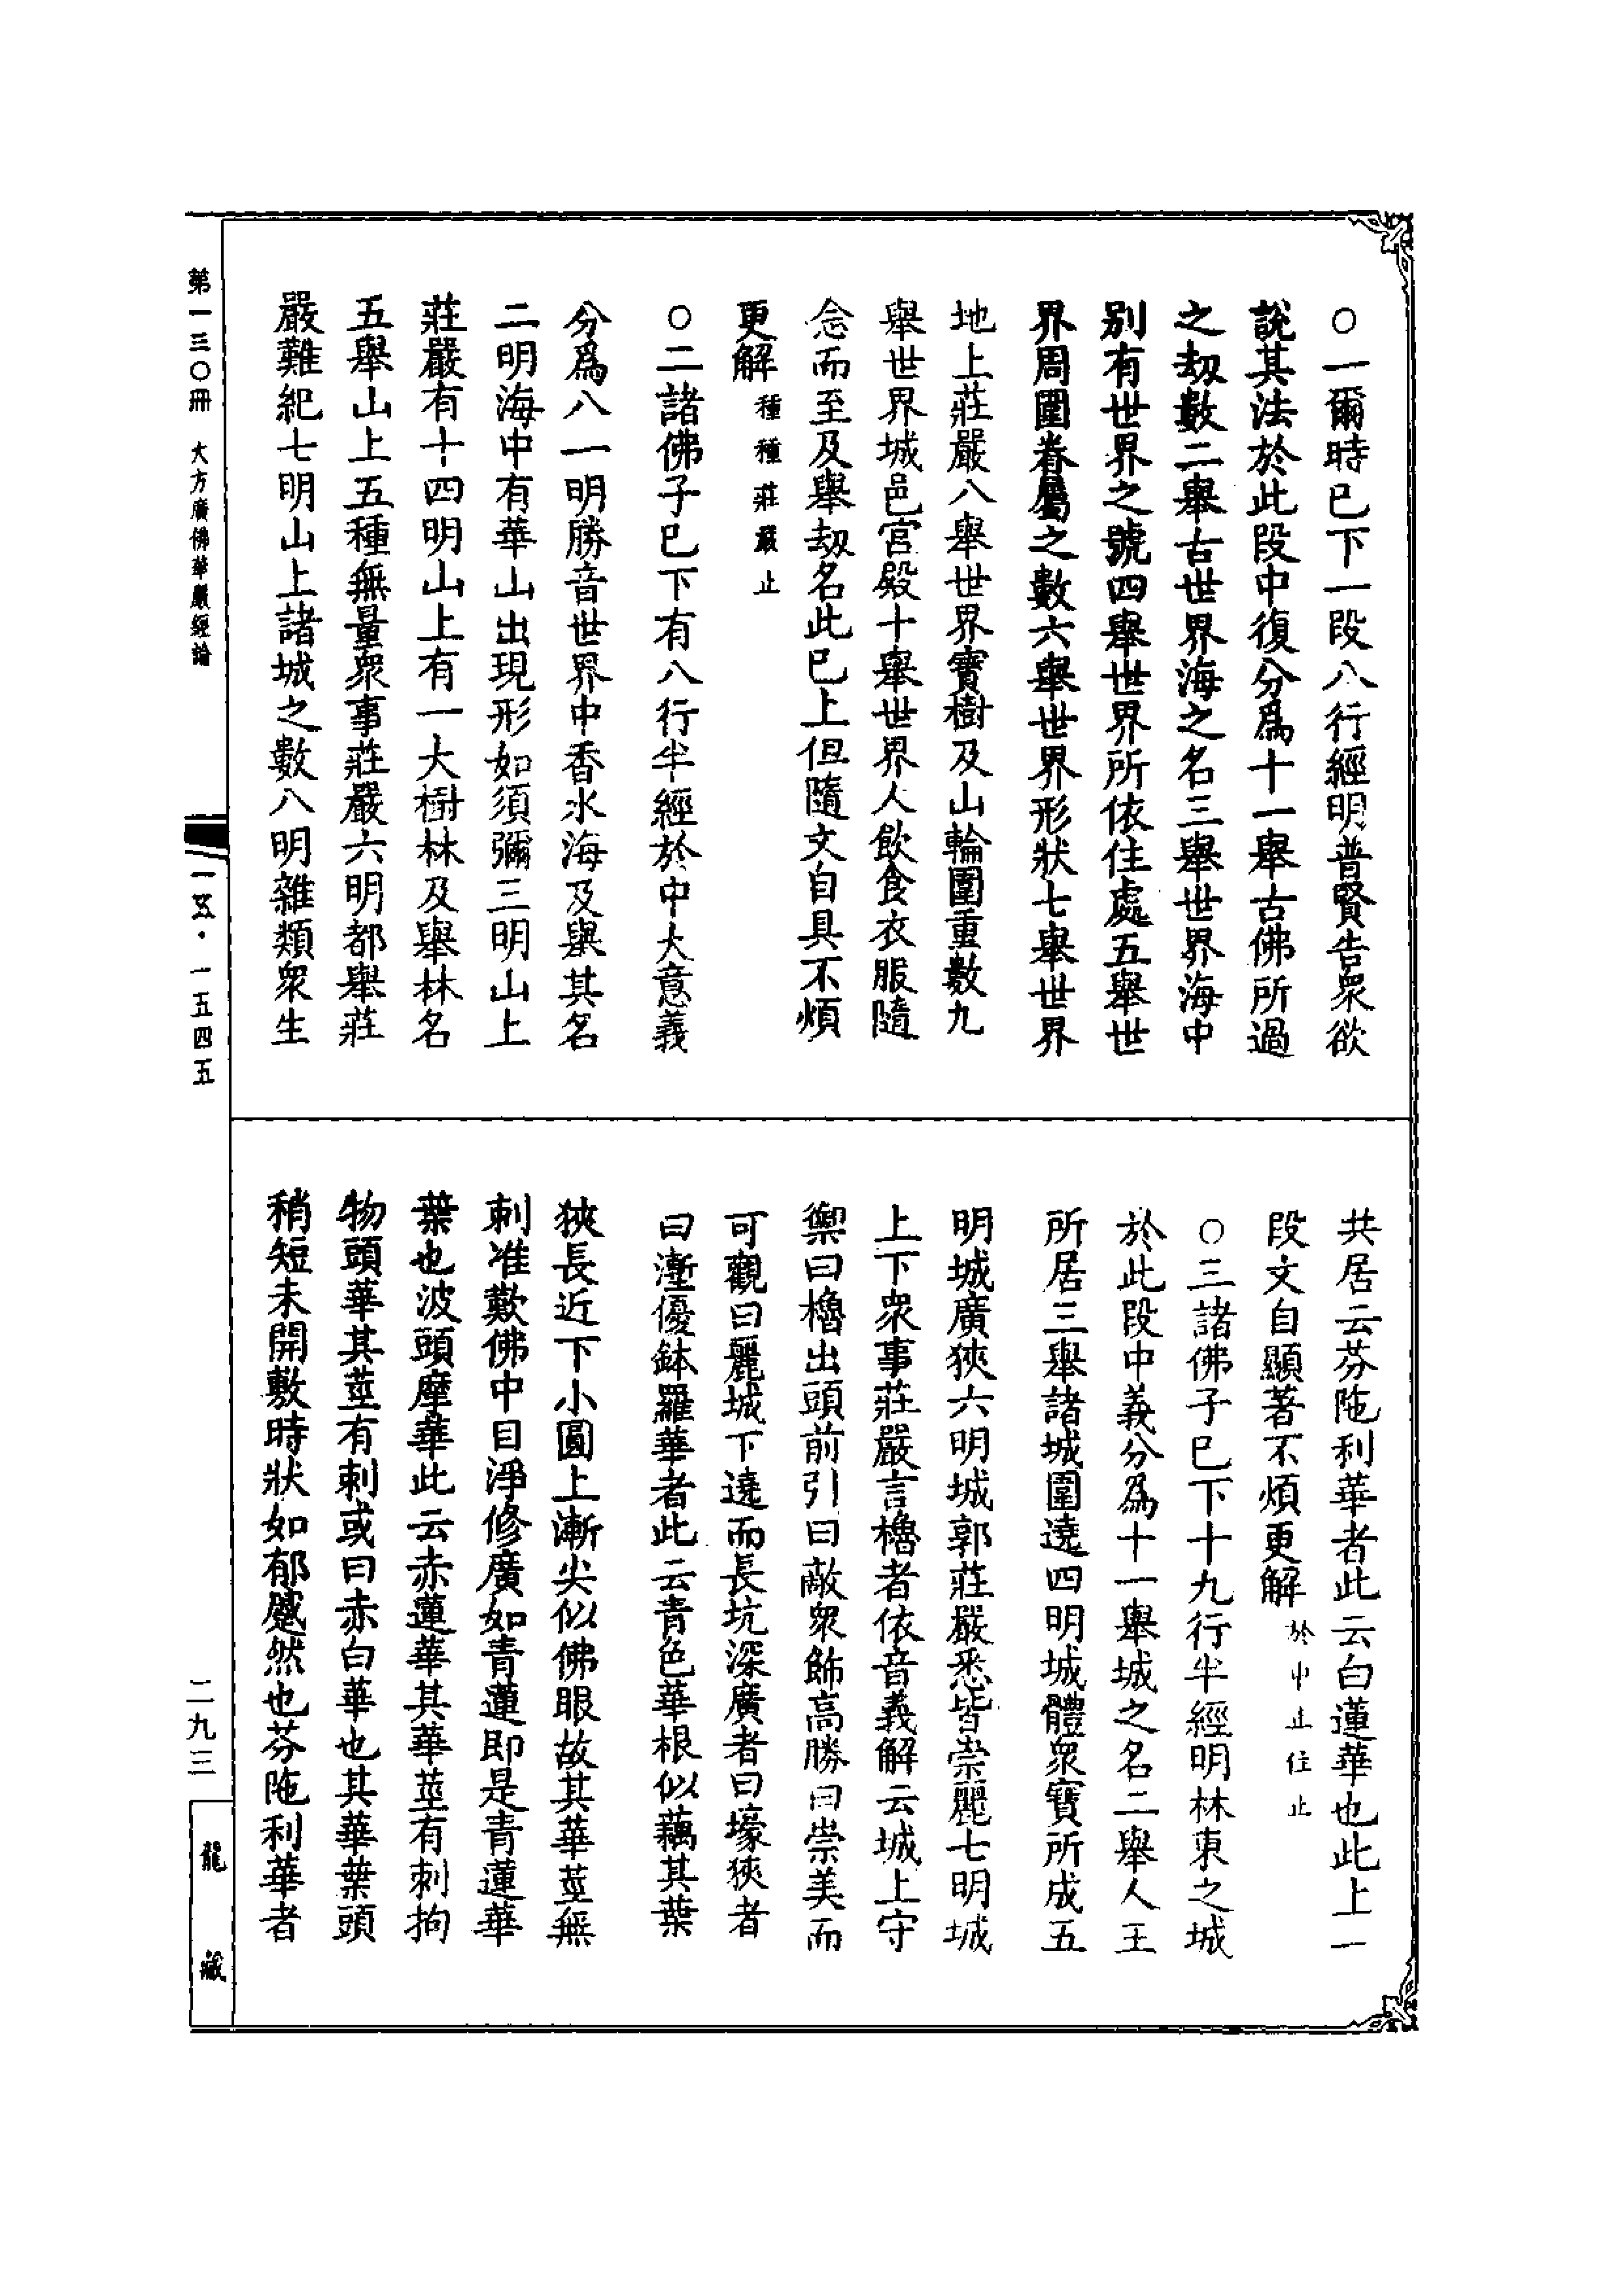 ○一爾時已下一段八行經明普賢告衆欲
說其法於此段中復分爲十一舉古佛所過
之劫數二舉古世界海之名三舉世界海中
別有世界之號四舉世界所依住處五舉世
界周圍眷屬之數六舉世界形狀七舉世界
地上莊嚴八舉世界寶樹及山輪圍重數九
舉世界城邑宮殿十舉世界人飲食衣服隨
念而至及舉劫名此已上但隨文自具不煩
更解種種莊嚴止
○二諸佛子已下有八行半經於中大意義
分爲八一明勝音世界中香水海及舉其名
二明海中有華山出現形如須彌三明山上
莊嚴有十四明山上有一大樹林及舉林名
五舉山上五種無量衆事莊嚴六明都舉莊
嚴難紀七明山上諸城之數八明雜類衆生
共居云芬陁利華者此云白蓮華也此上一
段文自顯著不煩更解於中止住止
○三諸佛子已下十九行半經明林東之城
於此段中義分爲十一舉城之名二舉人王
所居三舉諸城圍遶四明城體衆寶所成五
明城廣狹六明城郭莊嚴悉皆崇麗七明城
上下衆事莊嚴言櫓者依音義解云城上守
禦曰櫓出頭前引曰敵衆飾高勝曰崇美而
可觀曰麗城下遶而長坑深廣者曰壕狹者
曰壍優鉢羅華者此云青色華根似藕其葉
狹長近下小圓上漸尖似佛眼故其華莖無
刺准歎佛中目淨修廣如青蓮即是青蓮華
葉也波頭摩華此云赤蓮華其華莖有刺拘
物頭華其莖有刺或曰赤白華也其華葉頭
稍短未開敷時狀如郁蹙然也芬陁利華者
第一三〇冊 大方廣佛華嚴經論
一五·一五四五
二九三
龍藏